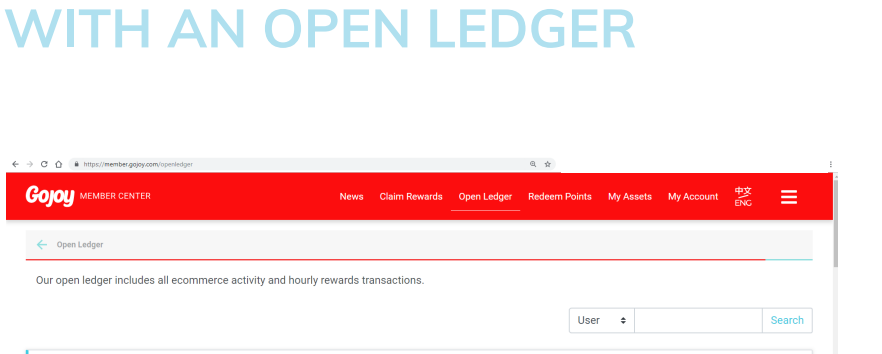 WITH AN OPEN LEDGER
https://member.gojoy.com/openledger
Gojoy MEMBER CENTER News Claim Rewards Open Ledger Redeem Points My Assets My Account 中文 ENG
Open Ledger
Our open ledger includes all ecommerce activity and hourly rewards transactions.
User Search